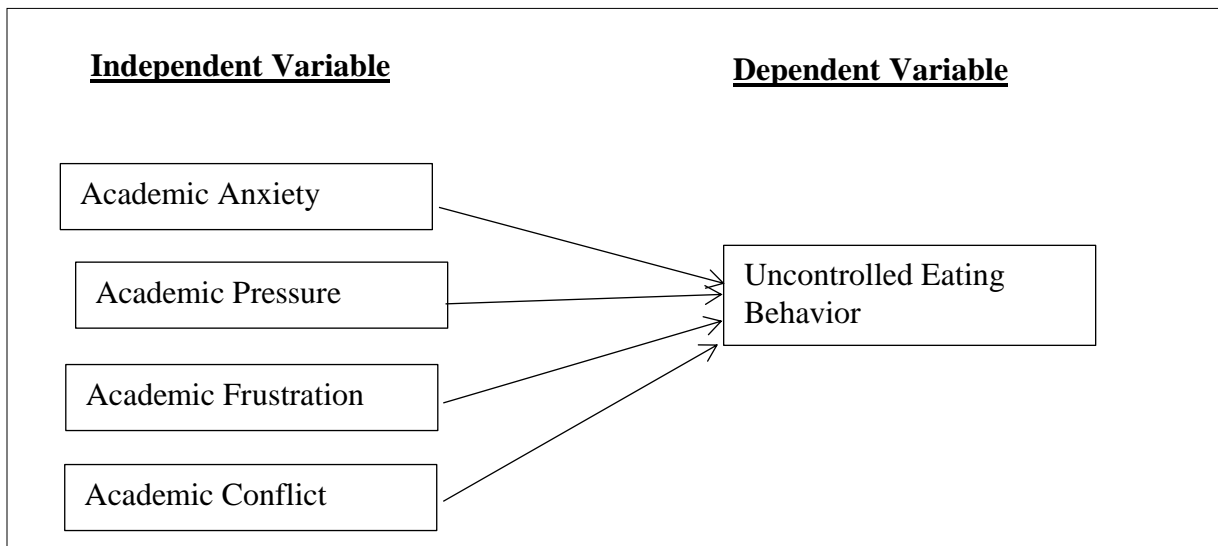 Independent Variable
Dependent Variable
Academic Anxiety
Academic Pressure
Uncontrolled Eating
Behavior
Academic Frustration
Academic Conflict